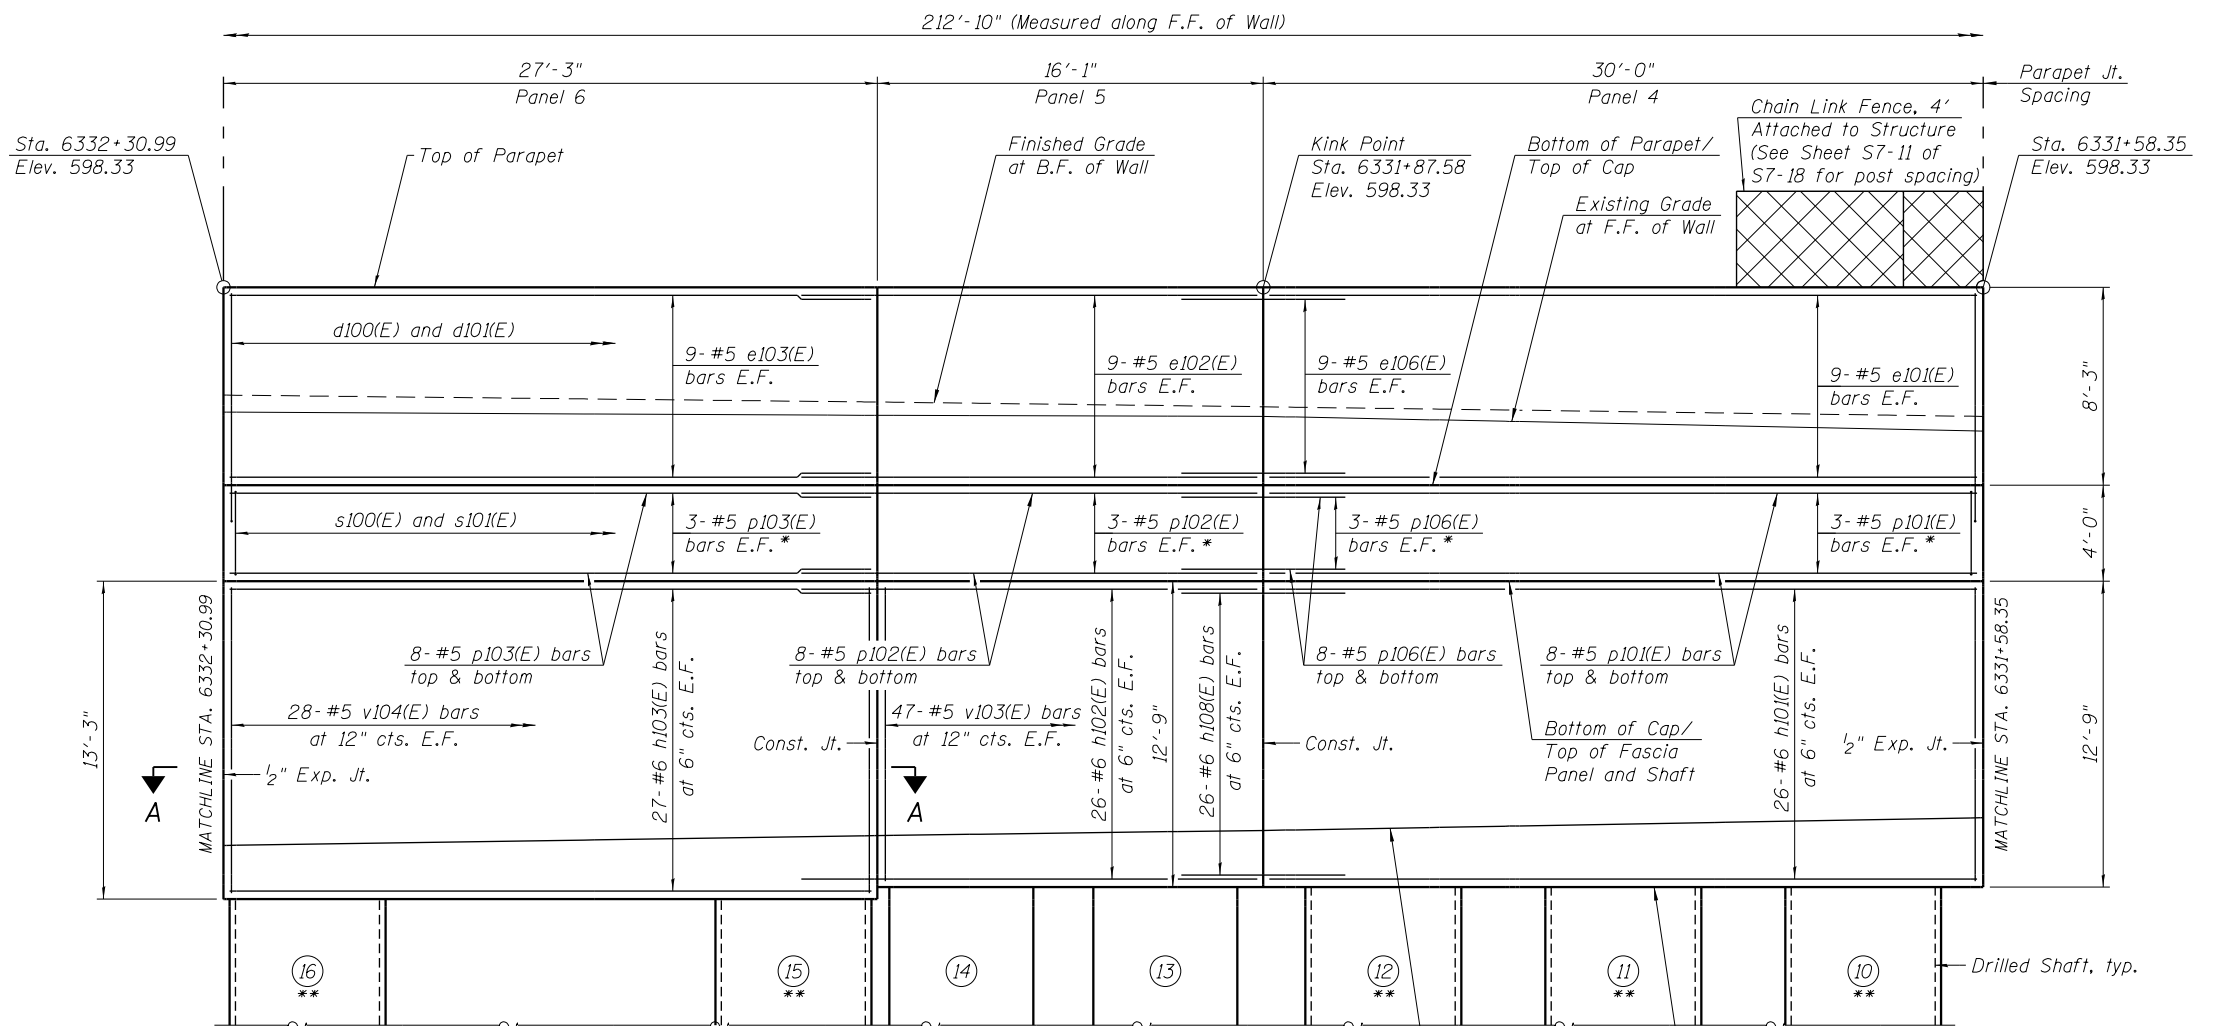 212'-10" (Measured along F.F. of Wall)
27'-3"
Panel 6
16'-1"
Panel 5
30'-0"
Panel 4
Parapet Jt.
Spacing
Sta. 6332+30.99
Elev. 598.33
Top of Parapet
Finished Grade
at B.F. of Wall
Kink Point
Sta. 6331+87.58
Elev. 598.33
Bottom of Parapet/
Top of Cap
Existing Grade
at F.F. of Wall
Chain Link Fence, 4'
Attached to Structure
(See Sheet S7-11 of
S7-18 for post spacing)
Sta. 6331+58.35
Elev. 598.33
d100(E) and d101(E)
9-#5 e103(E)
bars E.F.
9-#5 e102(E)
bars E.F.
9-#5 e106(E)
bars E.F.
9-#5 e101(E)
bars E.F.
8'-3"
s100(E) and s101(E)
3-#5 p103(E)
bars E.F.*
3-#5 p102(E)
bars E.F.*
3-#5 p106(E)
bars E.F.*
3-#5 p101(E)
bars E.F.*
4'-0"
8-#5 p103(E) bars
top & bottom
8-#5 p102(E) bars
top & bottom
8-#5 p106(E) bars
top & bottom
8-#5 p101(E) bars
top & bottom
13'-3"
MATCHLINE STA. 6332+30.99
28-#5 v104(E) bars
at 12" cts. E.F.
1/2" Exp. Jt.
27-#6 h103(E) bars
at 6" cts. E.F.
Const. Jt.
47-#5 v103(E) bars
at 12" cts. E.F.
26-#6 h102(E) bars
at 6" cts. E.F.
12'-9"
26-#6 h108(E) bars
at 6" cts. E.F.
Const. Jt.
Bottom of Cap/
Top of Fascia
Panel and Shaft
26-#6 h101(E) bars
at 6" cts. E.F.
1/2" Exp. Jt.
MATCHLINE STA. 6331+58.35
12'-9"
A
A
16
**
15
**
14
13
12
**
11
**
10
**
Drilled Shaft, typ.